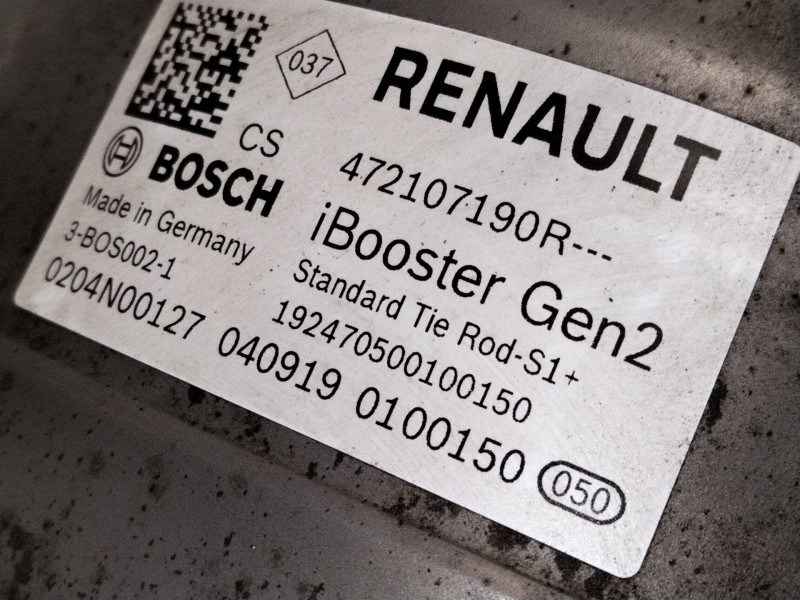 037
RENAULT
CS
BOSCH
472107190R---
Made in Germany
iBooster Gen2
3-BOS002-1
Standard Tie Rod-S1+
192470500100150
0204N00127 040919 0100150 050